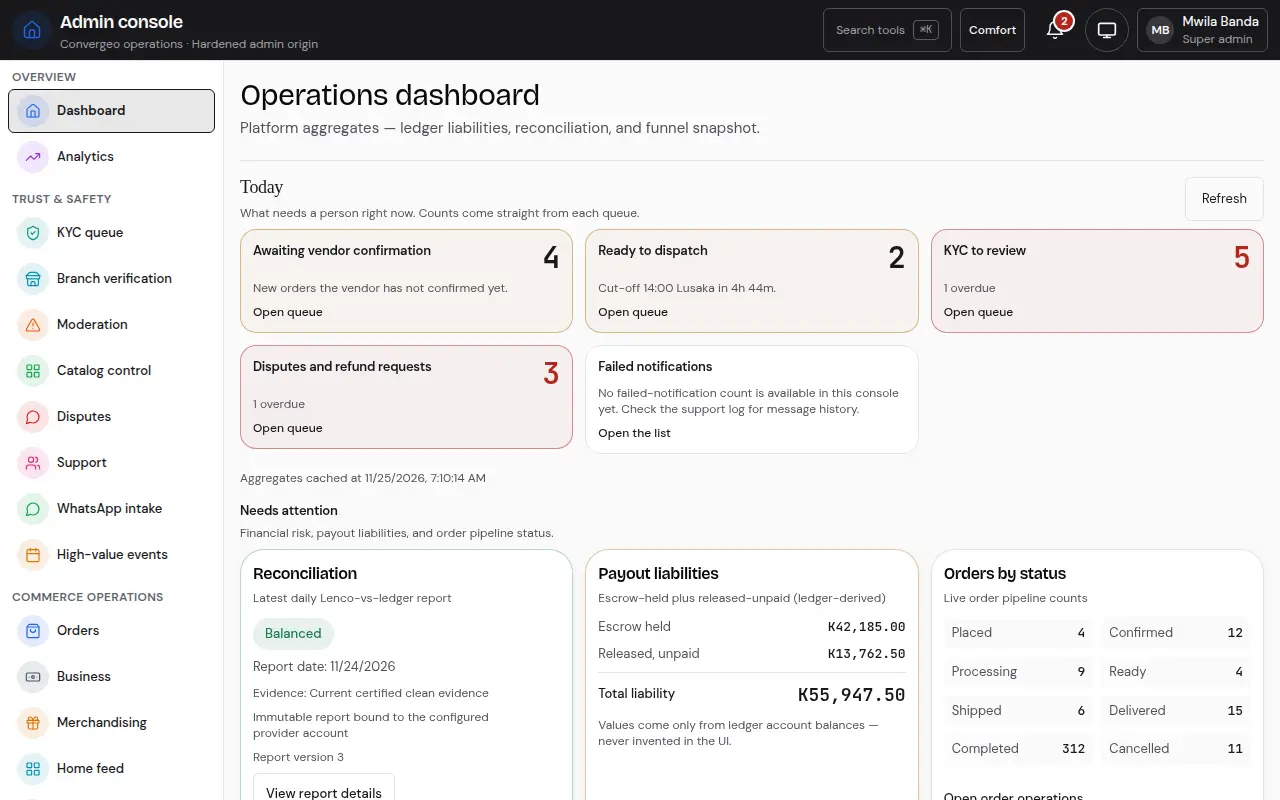 Admin console
Convergeo operations · Hardened admin origin
Search tools ⌘K
Comfort
2
MB
Mwila Banda
Super admin
OVERVIEW
Dashboard
Analytics
TRUST & SAFETY
KYC queue
Branch verification
Moderation
Catalog control
Disputes
Support
WhatsApp intake
High-value events
COMMERCE OPERATIONS
Orders
Business
Merchandising
Home feed
Operations dashboard
Platform aggregates — ledger liabilities, reconciliation, and funnel snapshot.
Today
What needs a person right now. Counts come straight from each queue.
Refresh
Awaiting vendor confirmation 4
New orders the vendor has not confirmed yet.
Open queue
Ready to dispatch 2
Cut-off 14:00 Lusaka in 4h 44m.
Open queue
KYC to review 5
1 overdue
Open queue
Disputes and refund requests 3
1 overdue
Open queue
Failed notifications
No failed-notification count is available in this console
yet. Check the support log for message history.
Open the list
Aggregates cached at 11/25/2026, 7:10:14 AM
Needs attention
Financial risk, payout liabilities, and order pipeline status.
Reconciliation
Latest daily Lenco-vs-ledger report
Balanced
Report date: 11/24/2026
Evidence: Current certified clean evidence
Immutable report bound to the configured
provider account
Report version 3
View report details
Payout liabilities
Escrow-held plus released-unpaid (ledger-derived)
Escrow held K42,185.00
Released, unpaid K13,762.50
Total liability K55,947.50
Values come only from ledger account balances —
never invented in the UI.
Orders by status
Live order pipeline counts
Placed 4 Confirmed 12
Processing 9 Ready 4
Shipped 6 Delivered 15
Completed 312 Cancelled 11
Open order operations